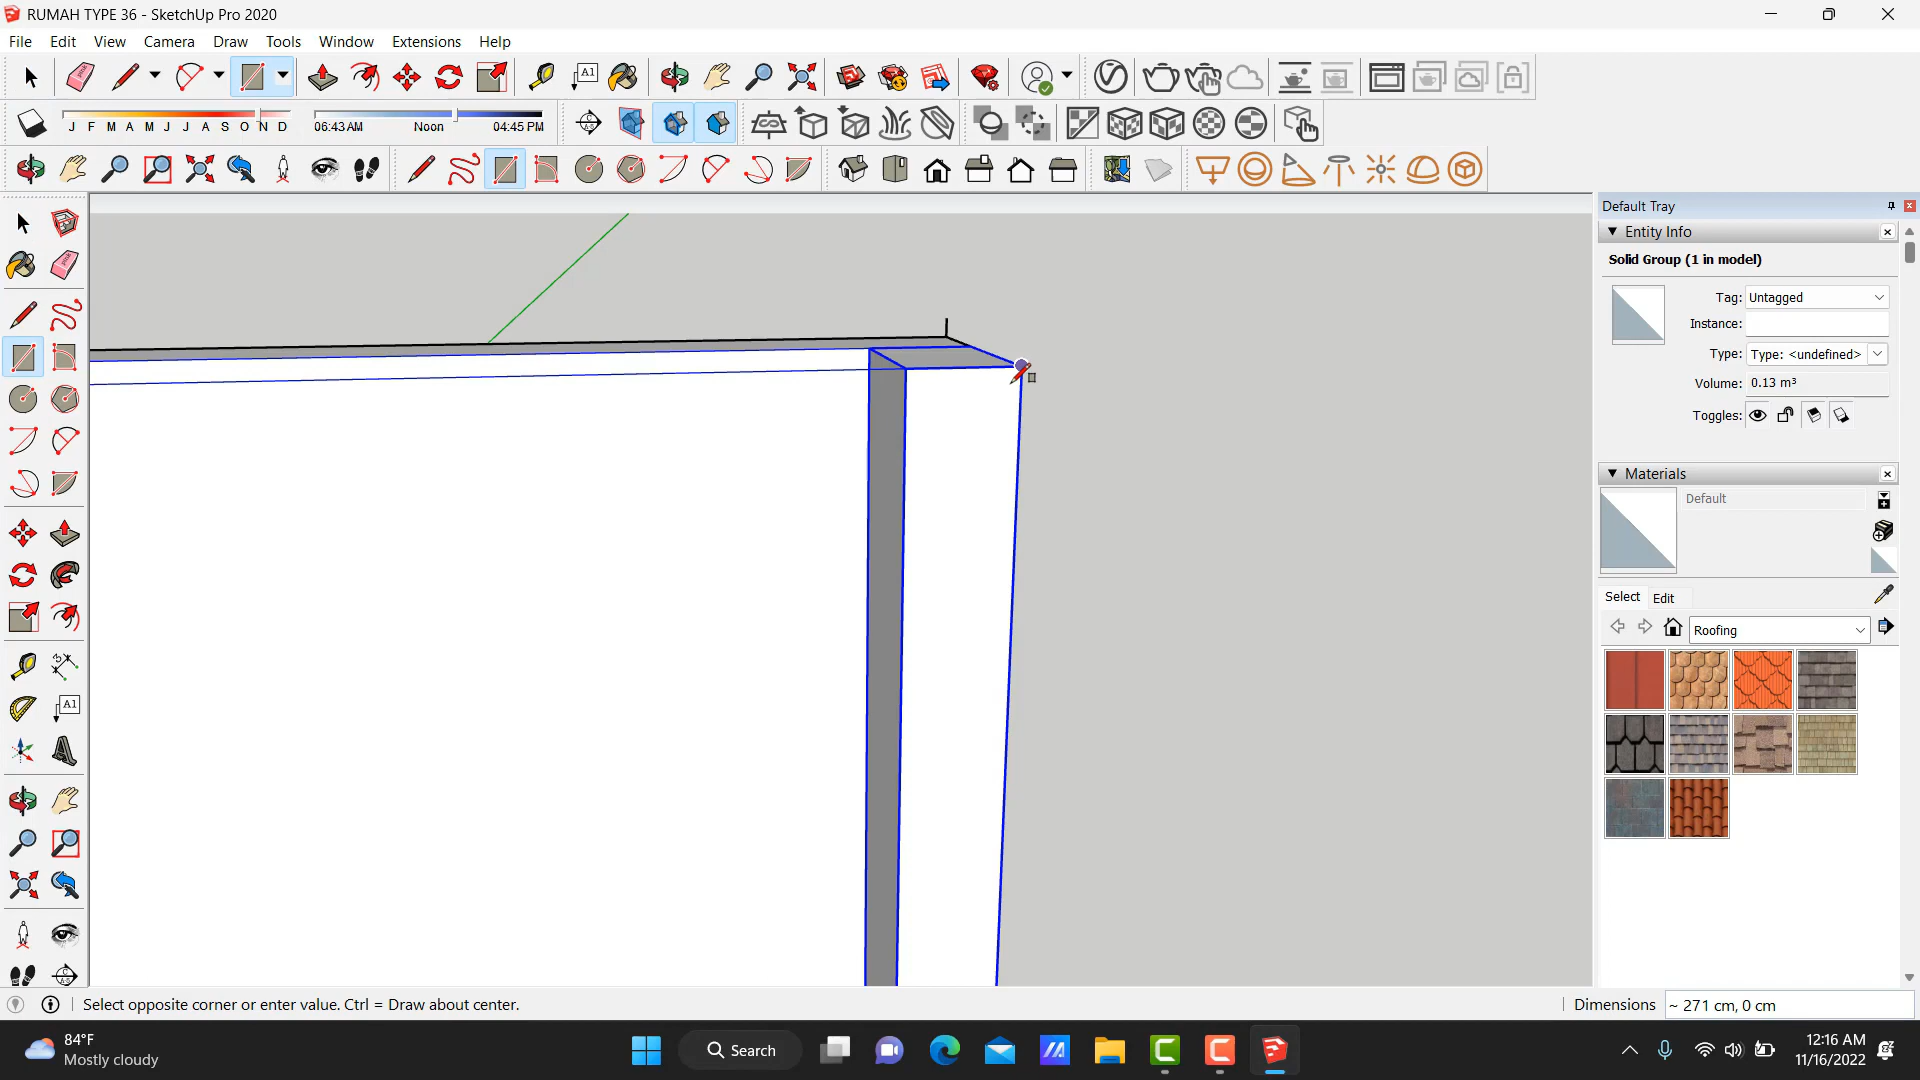 RUMAH TYPE 36 - SketchUp Pro 2020
File Edit View Camera Draw Tools Window Extensions Help
A1
J F M A M J J A S O N D
06:43 AM Noon 04:45 PM
Default Tray
Entity Info
Solid Group (1 in model)
Tag: Untagged
Instance:
Type: Type: <undefined>
Volume: 0.13 m³
Toggles:
Materials
Default
Select Edit
Roofing
A1
Select opposite corner or enter value. Ctrl = Draw about center.
Dimensions ~ 271 cm, 0 cm
84°F
Mostly cloudy
Search
12:16 AM
11/16/2022